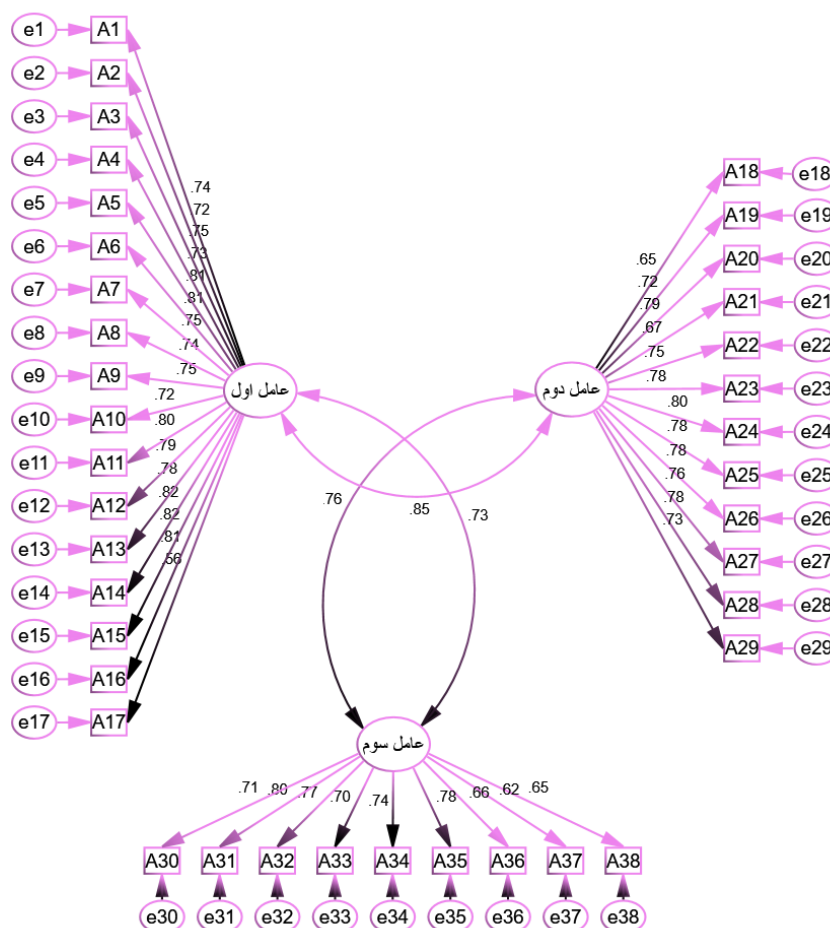 e1 A1
e2 A2
e3 A3
e4 A4
e5 A5
e6 A6
e7 A7
e8 A8
e9 A9
e10 A10
e11 A11
e12 A12
e13 A13
e14 A14
e15 A15
e16 A16
e17 A17
.74
.72
.75
.73
.81
.81
.75
.74
.75
.72
.80
.79
.78
.82
.82
.81
.56
عامل اول
عامل دوم
.65
.72
.79
.67
.75
.78
.80
.78
.78
.76
.78
.73
A18 e18
A19 e19
A20 e20
A21 e21
A22 e22
A23 e23
A24 e24
A25 e25
A26 e26
A27 e27
A28 e28
A29 e29
.76
.85
.73
عامل سوم
.71 .80 .77 .70 .74 .78 .66 .62 .65
A30 A31 A32 A33 A34 A35 A36 A37 A38
e30 e31 e32 e33 e34 e35 e36 e37 e38